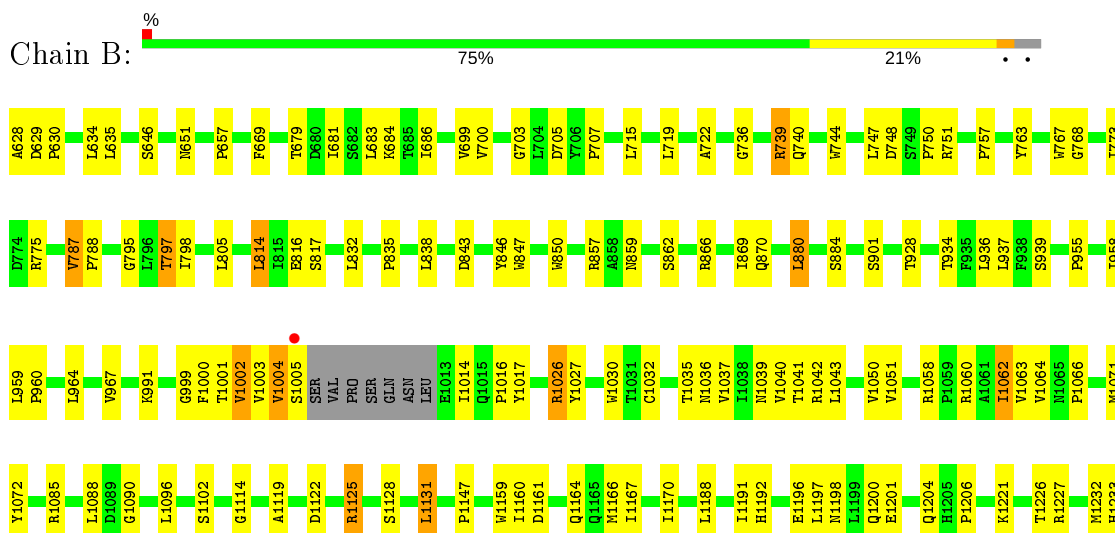 %
Chain B:
75% 21% • •
A628 D629 P630 L634 L635 S646 N651 P657 F669 T679 D680 I681 S682 L683 K684 T685 I686 V699 V700 G703 L704 D705 Y706 P707 L715 L719 A722 G736 R739 Q740 W744 L747 D748 S749 P750 R751 P757 Y763 W767 G768
D774 R775 V787 P788 G795 L796 T797 I798 L805 L814 I815 E816 S817 L832 P835 L838 D843 Y846 W847 W850 R857 A858 N859 S862 R866 I869 Q870 L880 S884 S901 T928 T934 F935 L936 L937 F938 S939 P955
L959 P960 L964 V967 K991 G999 F1000 T1001 V1002 V1003 V1004 S1005 SER VAL PRO SER GLN ASN LEU E1013 I1014 Q1015 P1016 Y1017 R1026 Y1027 W1030 T1031 C1032 T1035 N1036 V1037 I1038 N1039 V1040 T1041 R1042 L1043 V1050 V1051 R1058 P1059 R1060 A1061 I1062 V1063 V1064 N1065 P1066
Y1072 R1085 L1088 D1089 G1090 L1096 S1102 G1114 A1119 D1122 R1125 S1128 L1131 P1147 W1159 I1160 D1161 Q1164 Q1165 M1166 I1167 I1170 L1188 I1191 H1192 E1196 L1197 N1198 L1199 Q1200 E1201 Q1204 H1205 P1206 K1221 T1226 R1227 M1232